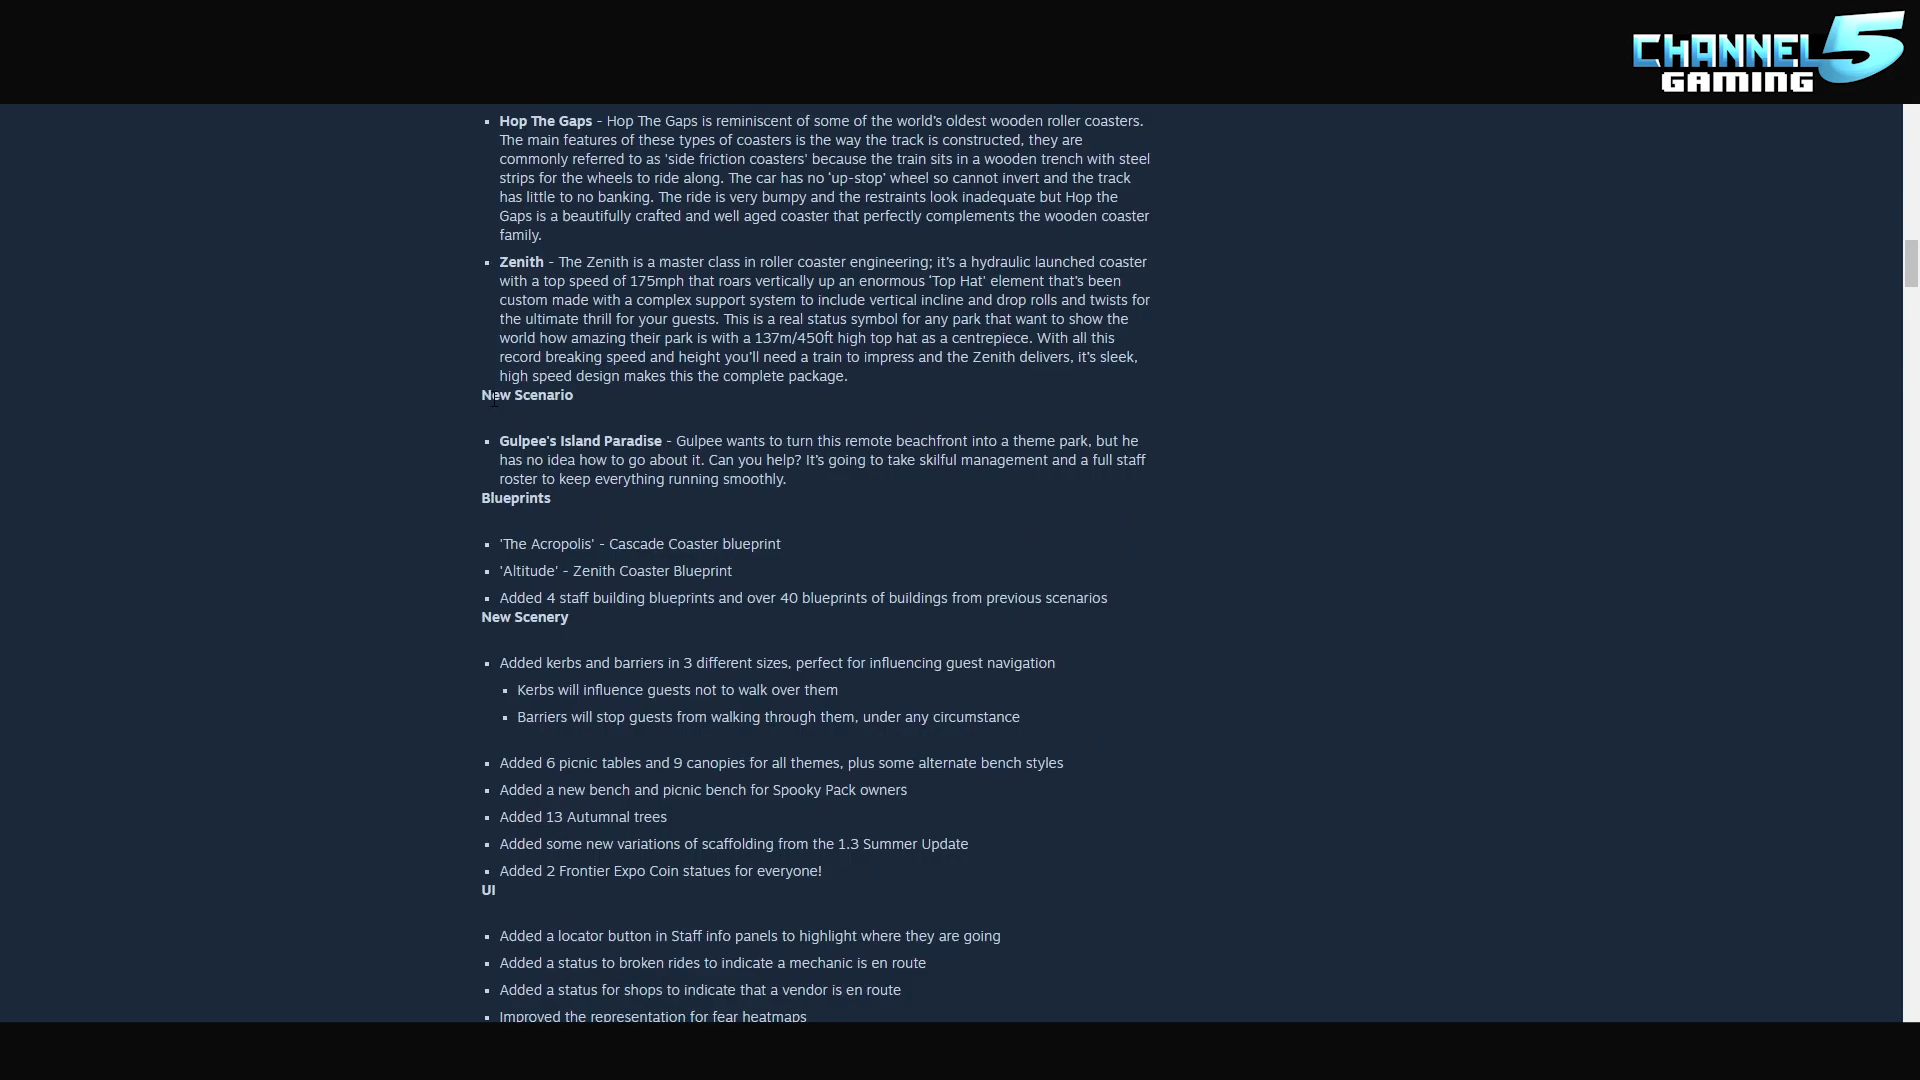 CHANNEL 5
GAMING
Hop The Gaps - Hop The Gaps is reminiscent of some of the world's oldest wooden roller coasters.
The main features of these types of coasters is the way the track is constructed, they are
commonly referred to as 'side friction coasters' because the train sits in a wooden trench with steel
strips for the wheels to ride along. The car has no 'up-stop' wheel so cannot invert and the track
has little to no banking. The ride is very bumpy and the restraints look inadequate but Hop the
Gaps is a beautifully crafted and well aged coaster that perfectly complements the wooden coaster
family.
Zenith - The Zenith is a master class in roller coaster engineering; it's a hydraulic launched coaster
with a top speed of 175mph that roars vertically up an enormous 'Top Hat' element that's been
custom made with a complex support system to include vertical incline and drop rolls and twists for
the ultimate thrill for your guests. This is a real status symbol for any park that want to show the
world how amazing their park is with a 137m/450ft high top hat as a centrepiece. With all this
record breaking speed and height you'll need a train to impress and the Zenith delivers, it's sleek,
high speed design makes this the complete package.
New Scenario
Gulpee's Island Paradise - Gulpee wants to turn this remote beachfront into a theme park, but he
has no idea how to go about it. Can you help? It's going to take skilful management and a full staff
roster to keep everything running smoothly.
Blueprints
'The Acropolis' - Cascade Coaster blueprint
'Altitude' - Zenith Coaster Blueprint
Added 4 staff building blueprints and over 40 blueprints of buildings from previous scenarios
New Scenery
Added kerbs and barriers in 3 different sizes, perfect for influencing guest navigation
Kerbs will influence guests not to walk over them
Barriers will stop guests from walking through them, under any circumstance
Added 6 picnic tables and 9 canopies for all themes, plus some alternate bench styles
Added a new bench and picnic bench for Spooky Pack owners
Added 13 Autumnal trees
Added some new variations of scaffolding from the 1.3 Summer Update
Added 2 Frontier Expo Coin statues for everyone!
UI
Added a locator button in Staff info panels to highlight where they are going
Added a status to broken rides to indicate a mechanic is en route
Added a status for shops to indicate that a vendor is en route
Improved the representation for fear heatmaps